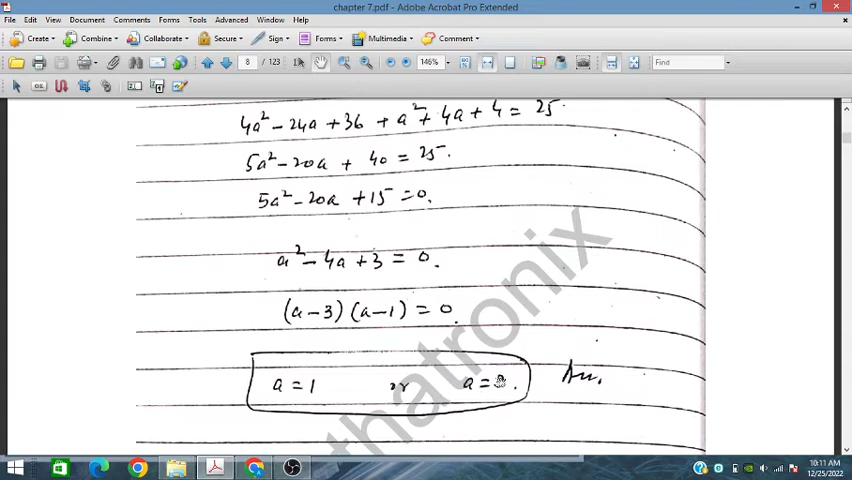 chapter 7.pdf - Adobe Acrobat Pro Extended
File Edit View Document Comments Forms Tools Advanced Window Help
Create Combine Collaborate Secure Sign Forms Multimedia Comment
8 / 123 146% Find
4a² - 24a + 36 + a² + 4a + 4 = 25.
5a² - 20a + 40 = 25.
5a² - 20a + 15 = 0.
a² - 4a + 3 = 0.
(a-3) (a-1) = 0.
a = 1 or a = 3. Ans.
thatronix
10:11 AM
12/25/2022